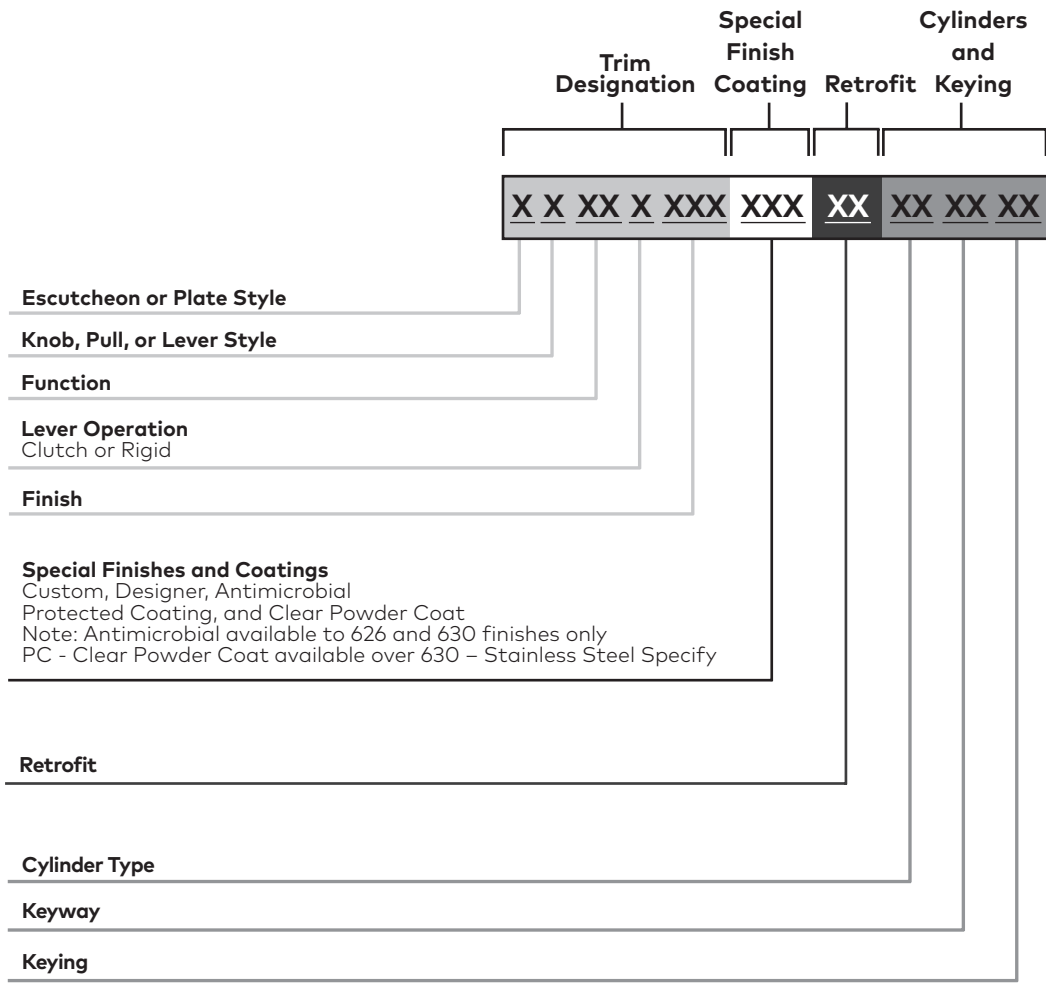 Trim
Designation
Special
Finish
Coating
Retrofit
Cylinders
and
Keying
X X XX X XXX XXX XX XX XX XX
Escutcheon or Plate Style
Knob, Pull, or Lever Style
Function
Lever Operation
Clutch or Rigid
Finish
Special Finishes and Coatings
Custom, Designer, Antimicrobial
Protected Coating, and Clear Powder Coat
Note: Antimicrobial available to 626 and 630 finishes only
PC - Clear Powder Coat available over 630 – Stainless Steel Specify
Retrofit
Cylinder Type
Keyway
Keying